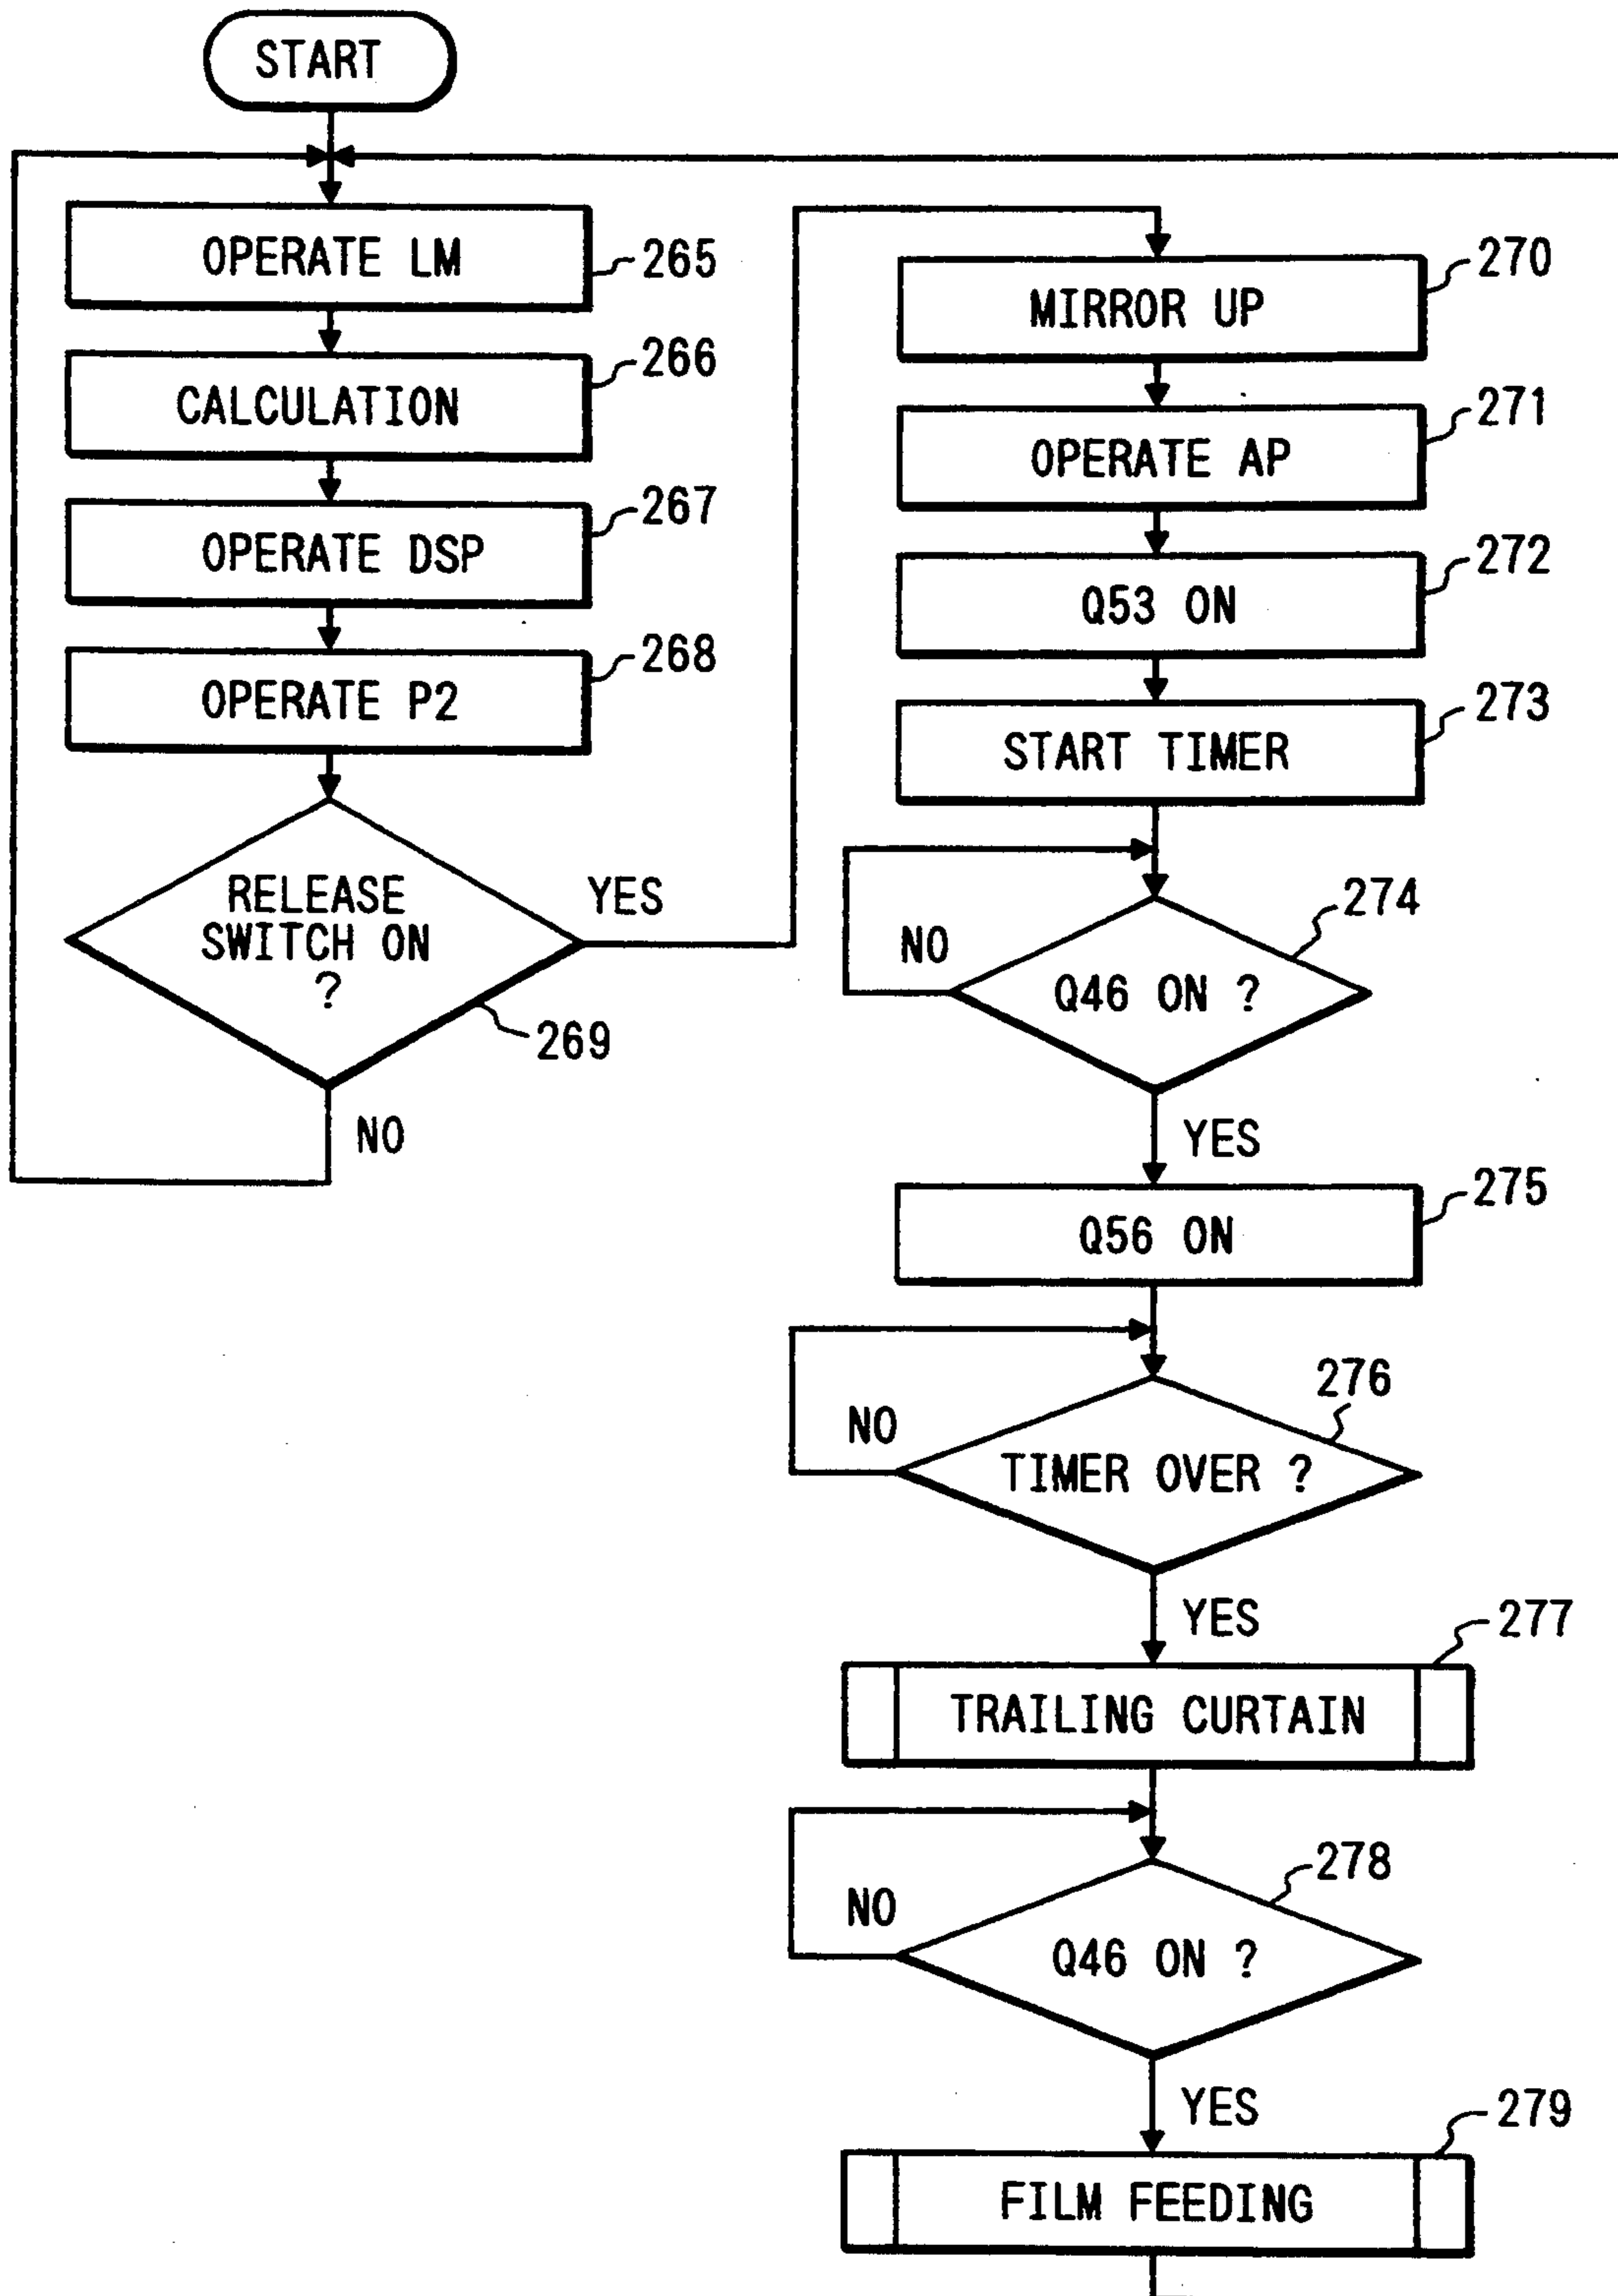 START
OPERATE LM
265
CALCULATION
266
OPERATE DSP
267
OPERATE P2
268
RELEASE
SWITCH ON
?
YES
269
NO
MIRROR UP
270
OPERATE AP
271
Q53 ON
272
START TIMER
273
274
NO
Q46 ON ?
YES
Q56 ON
275
276
NO
TIMER OVER ?
YES
277
TRAILING CURTAIN
278
NO
Q46 ON ?
YES
279
FILM FEEDING